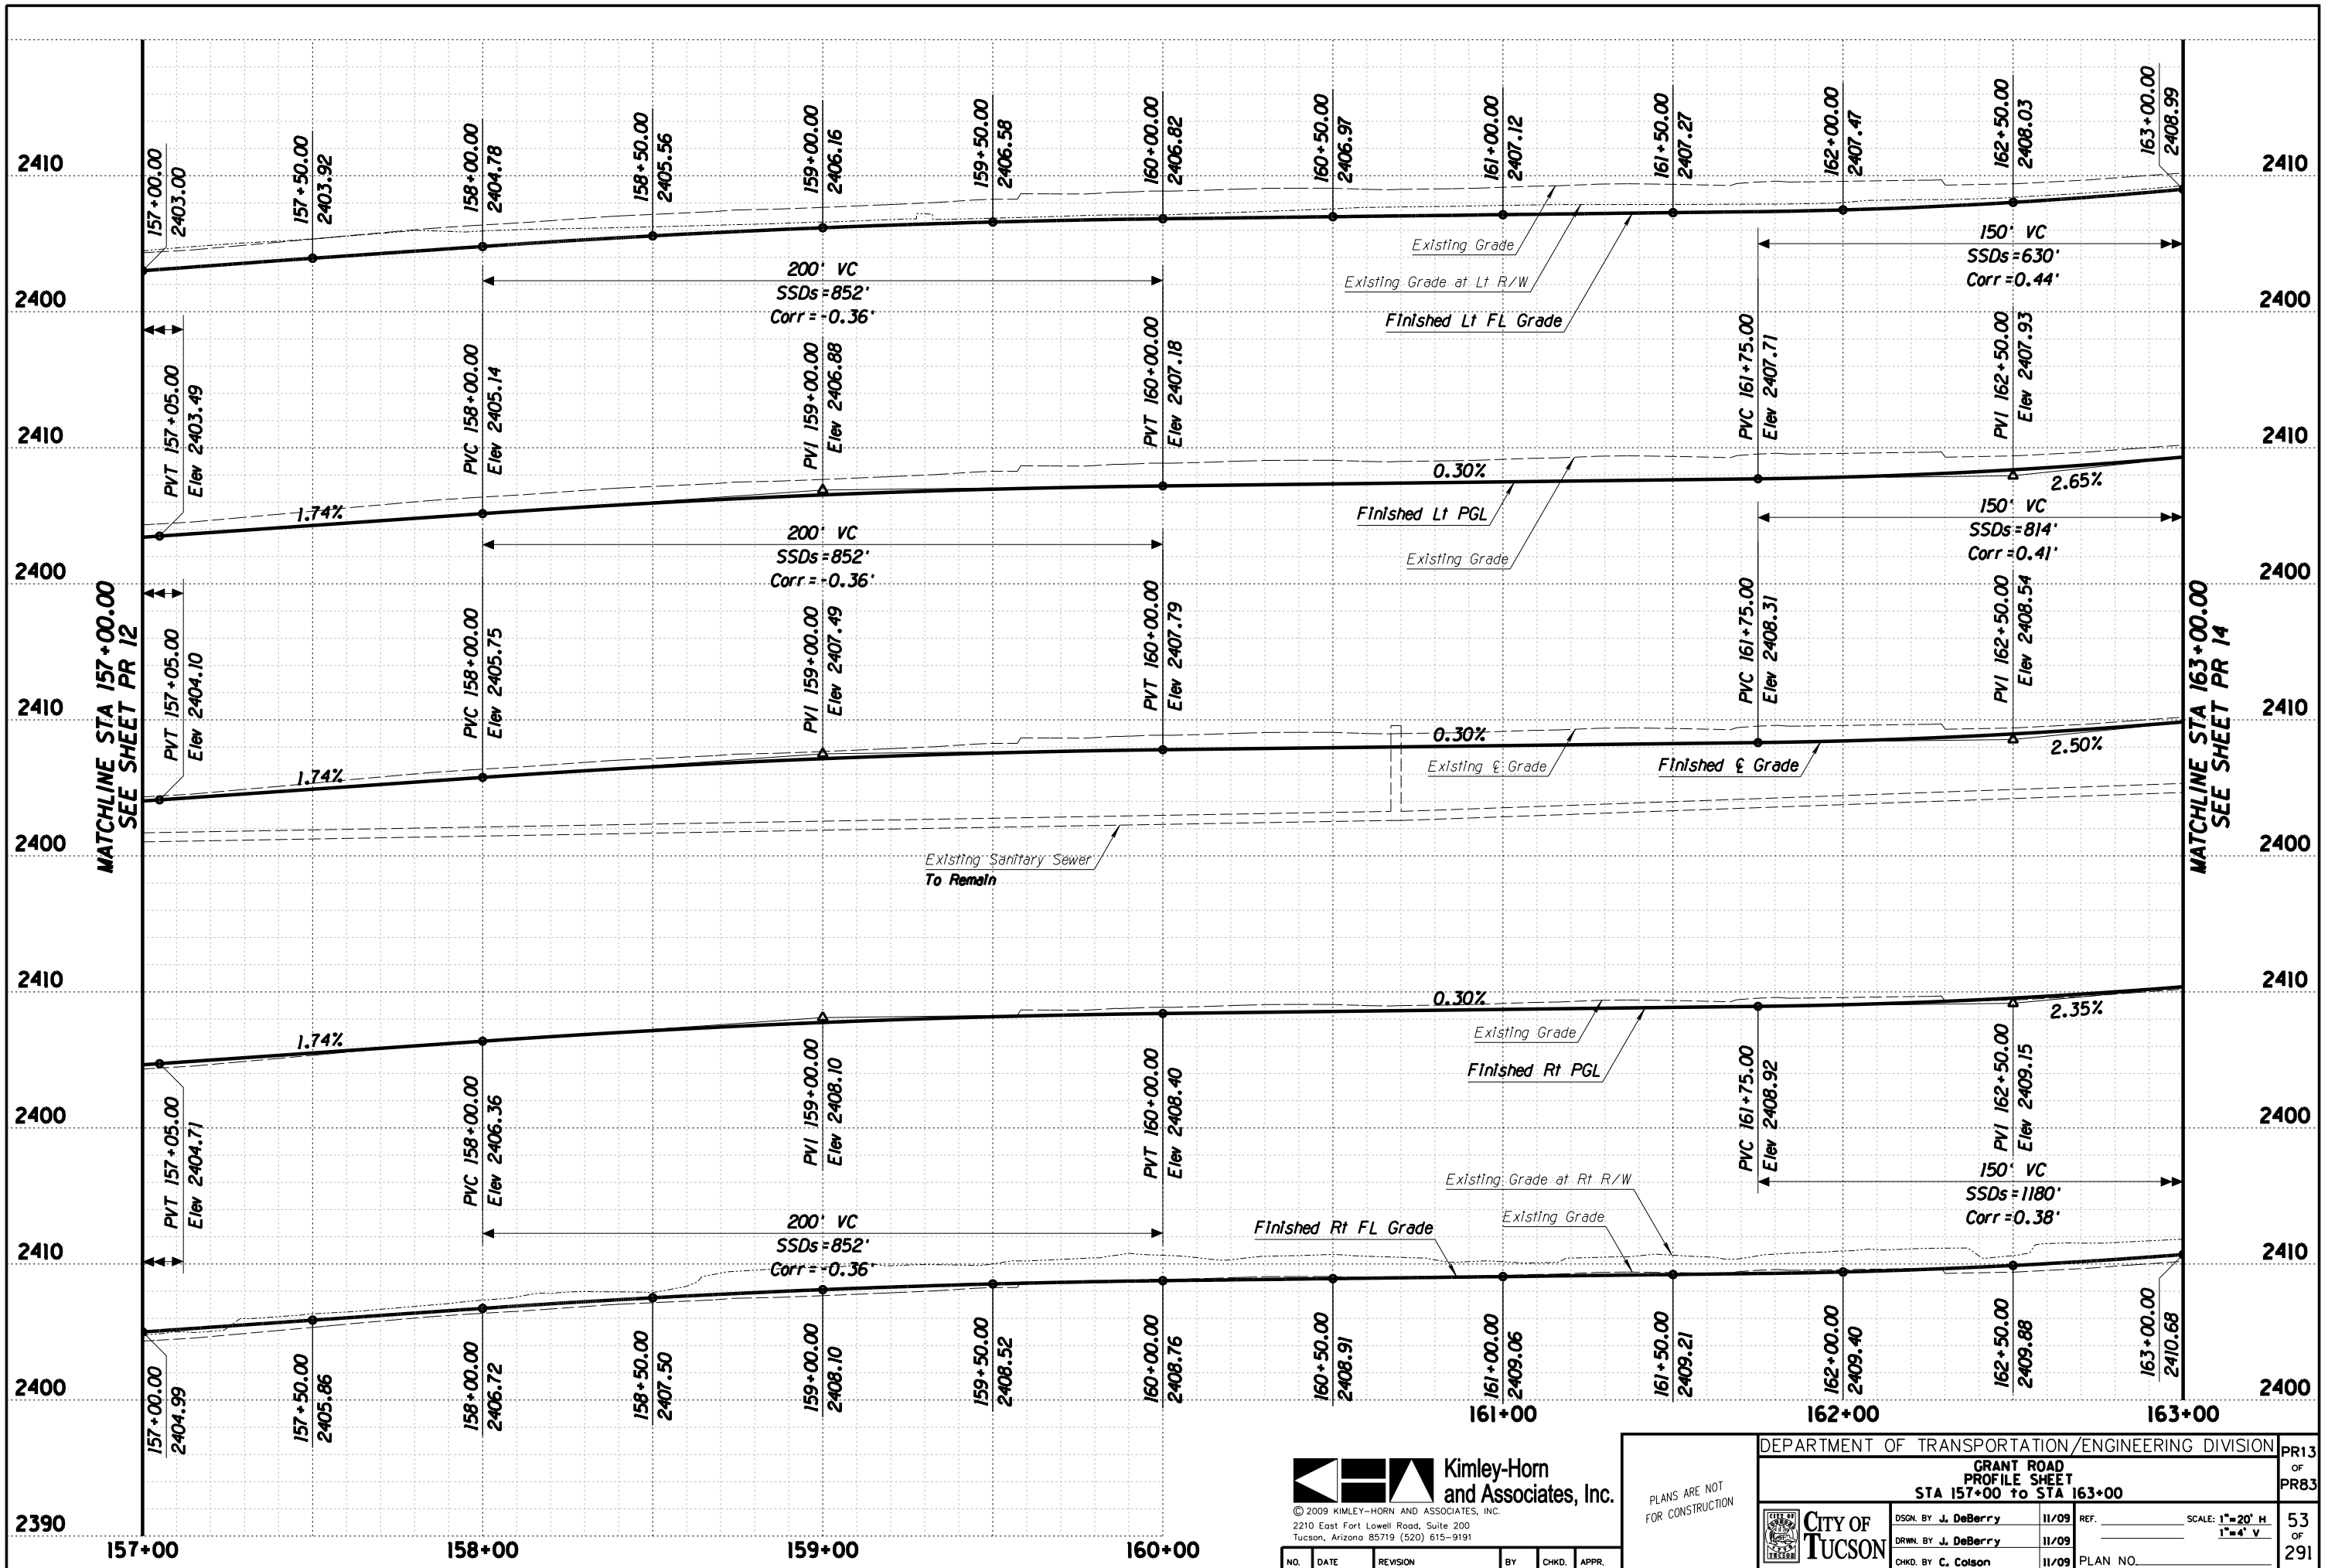 157+00.00
2403.00
157+50.00
2403.92
158+00.00
2404.78
158+50.00
2405.56
159+00.00
2406.16
159+50.00
2406.58
160+00.00
2406.82
160+50.00
2406.97
161+00.00
2407.12
161+50.00
2407.27
162+00.00
2407.47
162+50.00
2408.03
163+00.00
2408.99
2410
2410
Existing Grade
Existing Grade at Lt R/W
Finished Lt FL Grade
200' VC
SSDs=852'
Corr=-0.36'
150' VC
SSDs=630'
Corr=0.44'
2400
2400
PVT 157+05.00
Elev 2403.49
PVC 158+00.00
Elev 2405.14
PVI 159+00.00
Elev 2406.88
PVT 160+00.00
Elev 2407.18
PVC 161+75.00
Elev 2407.71
PVI 162+50.00
Elev 2407.93
2410
2410
1.74%
0.30%
2.65%
Finished Lt PGL
Existing Grade
200' VC
SSDs=852'
Corr=-0.36'
150' VC
SSDs=814'
Corr=0.41'
2400
2400
MATCHLINE STA 157+00.00
SEE SHEET PR 12
MATCHLINE STA 163+00.00
SEE SHEET PR 14
PVT 157+05.00
Elev 2404.10
PVC 158+00.00
Elev 2405.75
PVI 159+00.00
Elev 2407.49
PVT 160+00.00
Elev 2407.79
PVC 161+75.00
Elev 2408.31
PVI 162+50.00
Elev 2408.54
2410
2410
1.74%
0.30%
2.50%
Existing ℄ Grade
Finished ℄ Grade
2400
2400
Existing Sanitary Sewer
To Remain
2410
2410
1.74%
0.30%
2.35%
Existing Grade
Finished Rt PGL
2400
2400
PVT 157+05.00
Elev 2404.71
PVC 158+00.00
Elev 2406.36
PVI 159+00.00
Elev 2408.10
PVT 160+00.00
Elev 2408.40
PVC 161+75.00
Elev 2408.92
PVI 162+50.00
Elev 2409.15
200' VC
SSDs=852'
Corr=-0.36'
150' VC
SSDs=1180'
Corr=0.38'
Existing Grade at Rt R/W
Existing Grade
Finished Rt FL Grade
2410
2410
157+00.00
2404.99
157+50.00
2405.86
158+00.00
2406.72
158+50.00
2407.50
159+00.00
2408.10
159+50.00
2408.52
160+00.00
2408.76
160+50.00
2408.91
161+00.00
2409.06
161+50.00
2409.21
162+00.00
2409.40
162+50.00
2409.88
163+00.00
2410.68
2400
2400
161+00
162+00
163+00
2390
157+00
158+00
159+00
160+00
Kimley-Horn
and Associates, Inc.
© 2009 KIMLEY-HORN AND ASSOCIATES, INC.
2210 East Fort Lowell Road, Suite 200
Tucson, Arizona 85719 (520) 615-9191
NO. DATE REVISION BY CHKD. APPR.
PLANS ARE NOT
FOR CONSTRUCTION
DEPARTMENT OF TRANSPORTATION/ENGINEERING DIVISION
GRANT ROAD
PROFILE SHEET
STA 157+00 to STA 163+00
PR13
OF
PR83
CITY OF
TUCSON
CITY OF
TUCSON
DSGN. BY J. DeBerry 11/09
DRWN. BY J. DeBerry 11/09
CHKD. BY C. Colson 11/09
REF.
SCALE: 1"=20' H
1"=4' V
PLAN NO.
53
OF
291